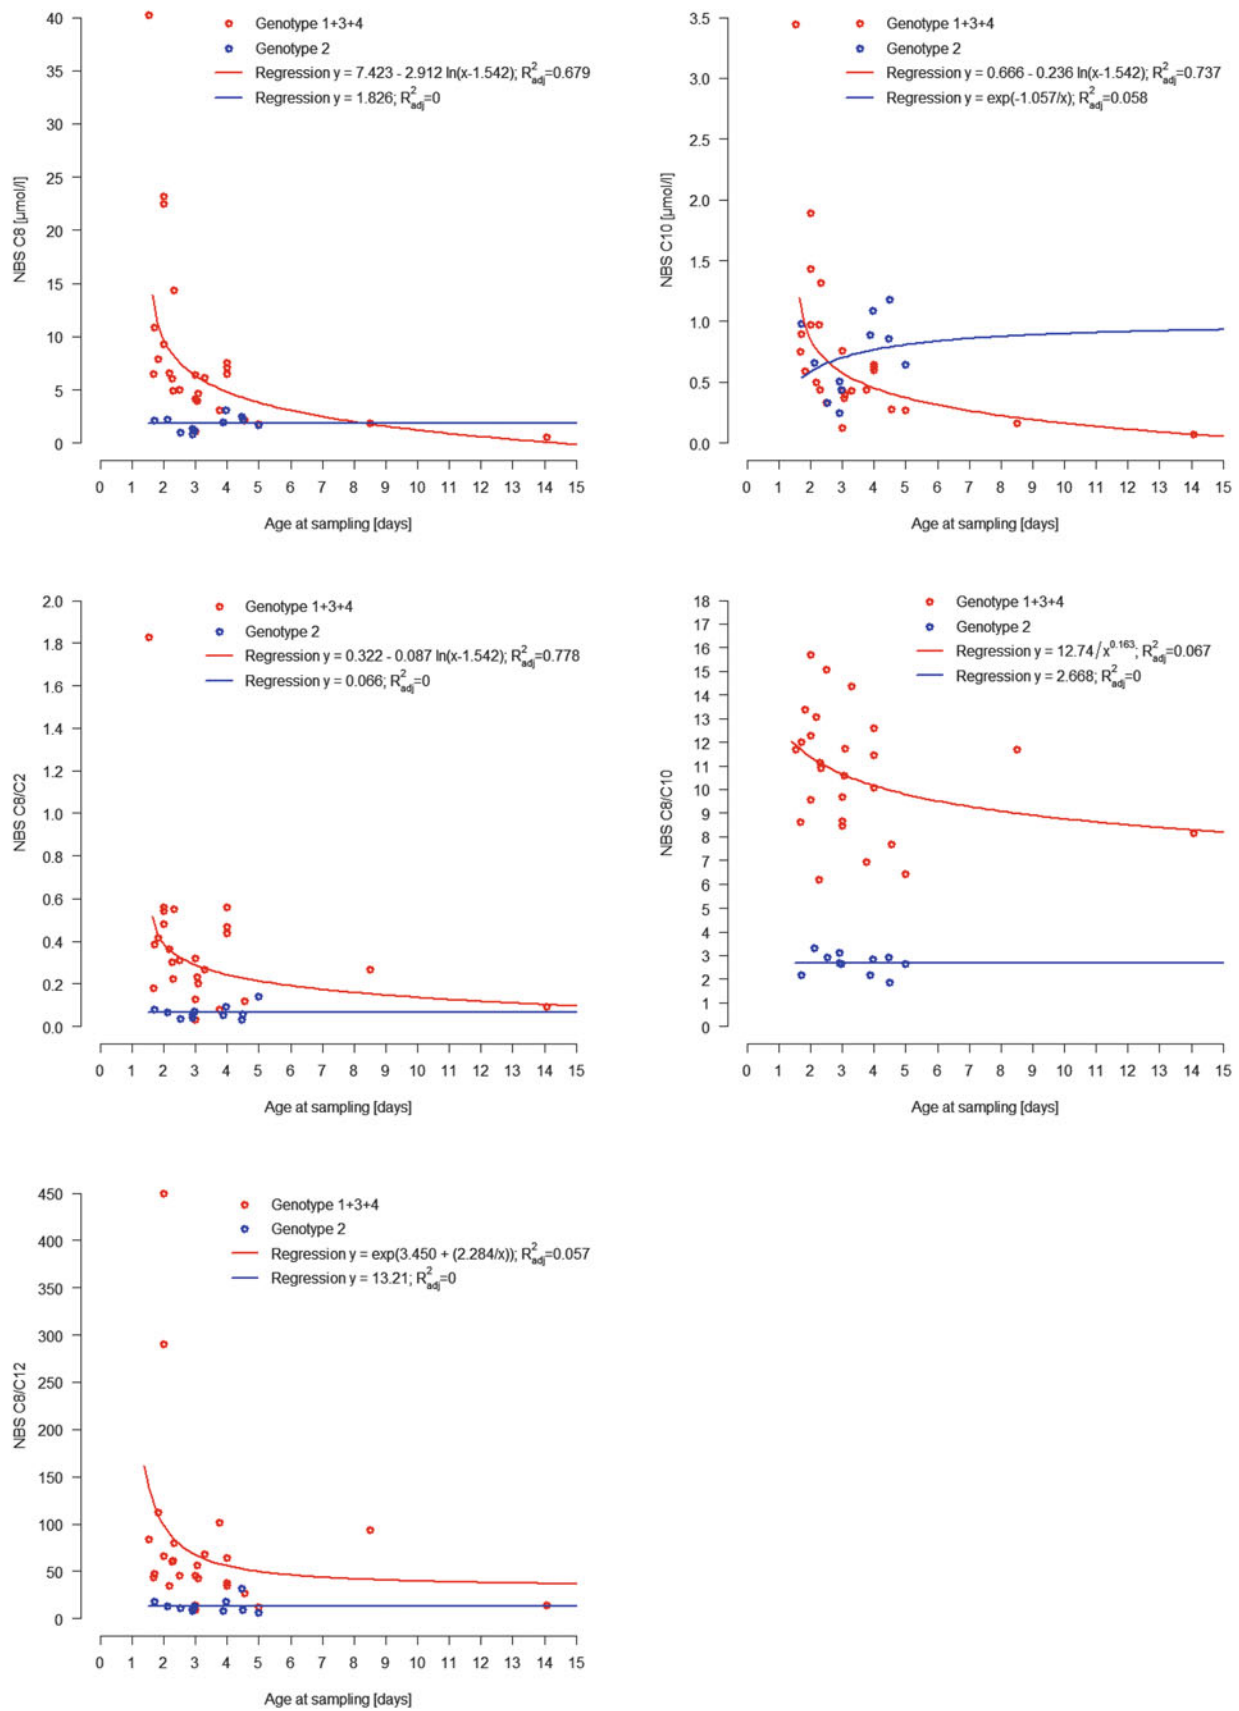 NBS C8 [µmol/l]
40
35
30
25
20
15
10
5
0
Genotype 1+3+4
Genotype 2
Regression y = 7.423 - 2.912 ln(x-1.542); R²adj=0.679
Regression y = 1.826; R²adj=0
0 1 2 3 4 5 6 7 8 9 10 11 12 13 14 15
Age at sampling [days]
NBS C10 [µmol/l]
3.5
3.0
2.5
2.0
1.5
1.0
0.5
0.0
Genotype 1+3+4
Genotype 2
Regression y = 0.666 - 0.236 ln(x-1.542); R²adj=0.737
Regression y = exp(-1.057/x); R²adj=0.058
0 1 2 3 4 5 6 7 8 9 10 11 12 13 14 15
Age at sampling [days]
NBS C8/C2
2.0
1.8
1.6
1.4
1.2
1.0
0.8
0.6
0.4
0.2
0.0
Genotype 1+3+4
Genotype 2
Regression y = 0.322 - 0.087 ln(x-1.542); R²adj=0.778
Regression y = 0.066; R²adj=0
0 1 2 3 4 5 6 7 8 9 10 11 12 13 14 15
Age at sampling [days]
NBS C8/C10
18
17
16
15
14
13
12
11
10
9
8
7
6
5
4
3
2
1
0
Genotype 1+3+4
Genotype 2
Regression y = 12.74/x^0.163; R²adj=0.067
Regression y = 2.668; R²adj=0
0 1 2 3 4 5 6 7 8 9 10 11 12 13 14 15
Age at sampling [days]
NBS C8/C12
450
400
350
300
250
200
150
100
50
0
Genotype 1+3+4
Genotype 2
Regression y = exp(3.450 + (2.284/x)); R²adj=0.057
Regression y = 13.21; R²adj=0
0 1 2 3 4 5 6 7 8 9 10 11 12 13 14 15
Age at sampling [days]